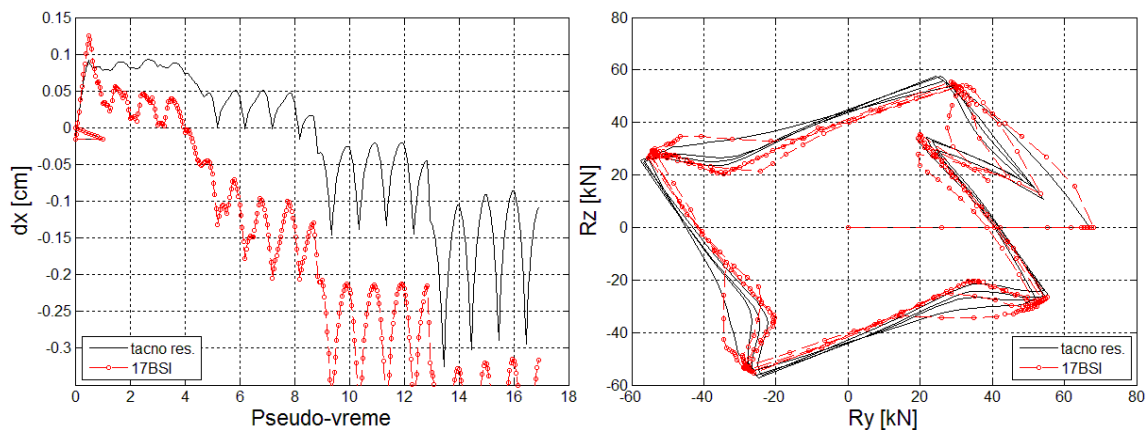 0.15
0.1
0.05
0
-0.05
-0.1
-0.15
-0.2
-0.25
-0.3
dx [cm]
tacno res.
17BSI
0 2 4 6 8 10 12 14 16 18
Pseudo-vreme
80
60
40
20
0
-20
-40
-60
Rz [kN]
tacno res.
17BSI
-60 -40 -20 0 20 40 60 80
Ry [kN]